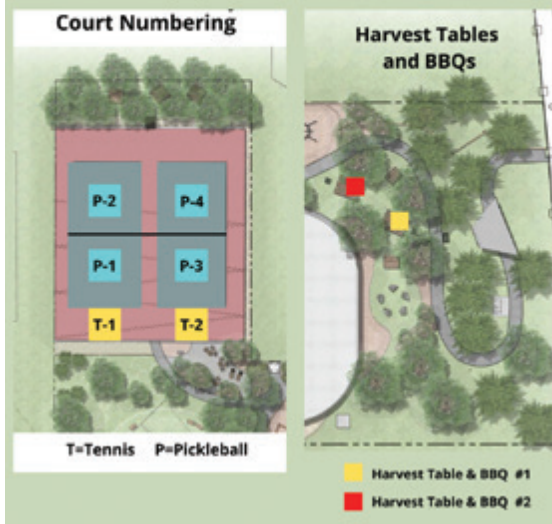 Court Numbering
P-2
P-4
P-1
P-3
T-1
T-2
T=Tennis P=Pickleball
Harvest Tables
and BBQs
Harvest Table & BBQ #1
Harvest Table & BBQ #2